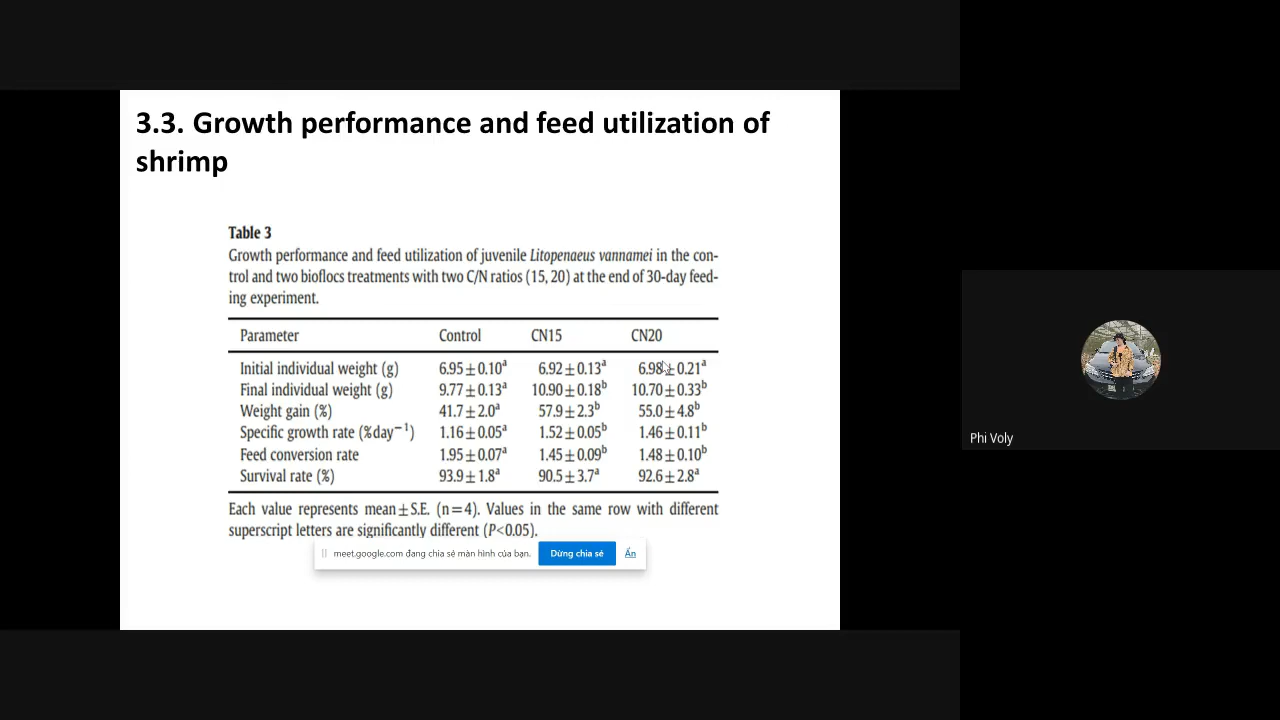 3.3. Growth performance and feed utilization of
shrimp
Table 3
Growth performance and feed utilization of juvenile Litopenaeus vannamei in the con-
trol and two bioflocs treatments with two C/N ratios (15, 20) at the end of 30-day feed-
ing experiment.
Parameter Control CN15 CN20
Initial individual weight (g) 6.95±0.10ᵃ 6.92±0.13ᵃ 6.98±0.21ᵃ
Final individual weight (g) 9.77±0.13ᵃ 10.90±0.18ᵇ 10.70±0.33ᵇ
Weight gain (%) 41.7±2.0ᵃ 57.9±2.3ᵇ 55.0±4.8ᵇ
Specific growth rate (%day⁻¹) 1.16±0.05ᵃ 1.52±0.05ᵇ 1.46±0.11ᵇ
Feed conversion rate 1.95±0.07ᵃ 1.45±0.09ᵇ 1.48±0.10ᵇ
Survival rate (%) 93.9±1.8ᵃ 90.5±3.7ᵃ 92.6±2.8ᵃ
Each value represents mean±S.E. (n=4). Values in the same row with different
superscript letters are significantly different (P<0.05).
meet.google.com đang chia sẻ màn hình của bạn. Dừng chia sẻ Ẩn
Phi Voly